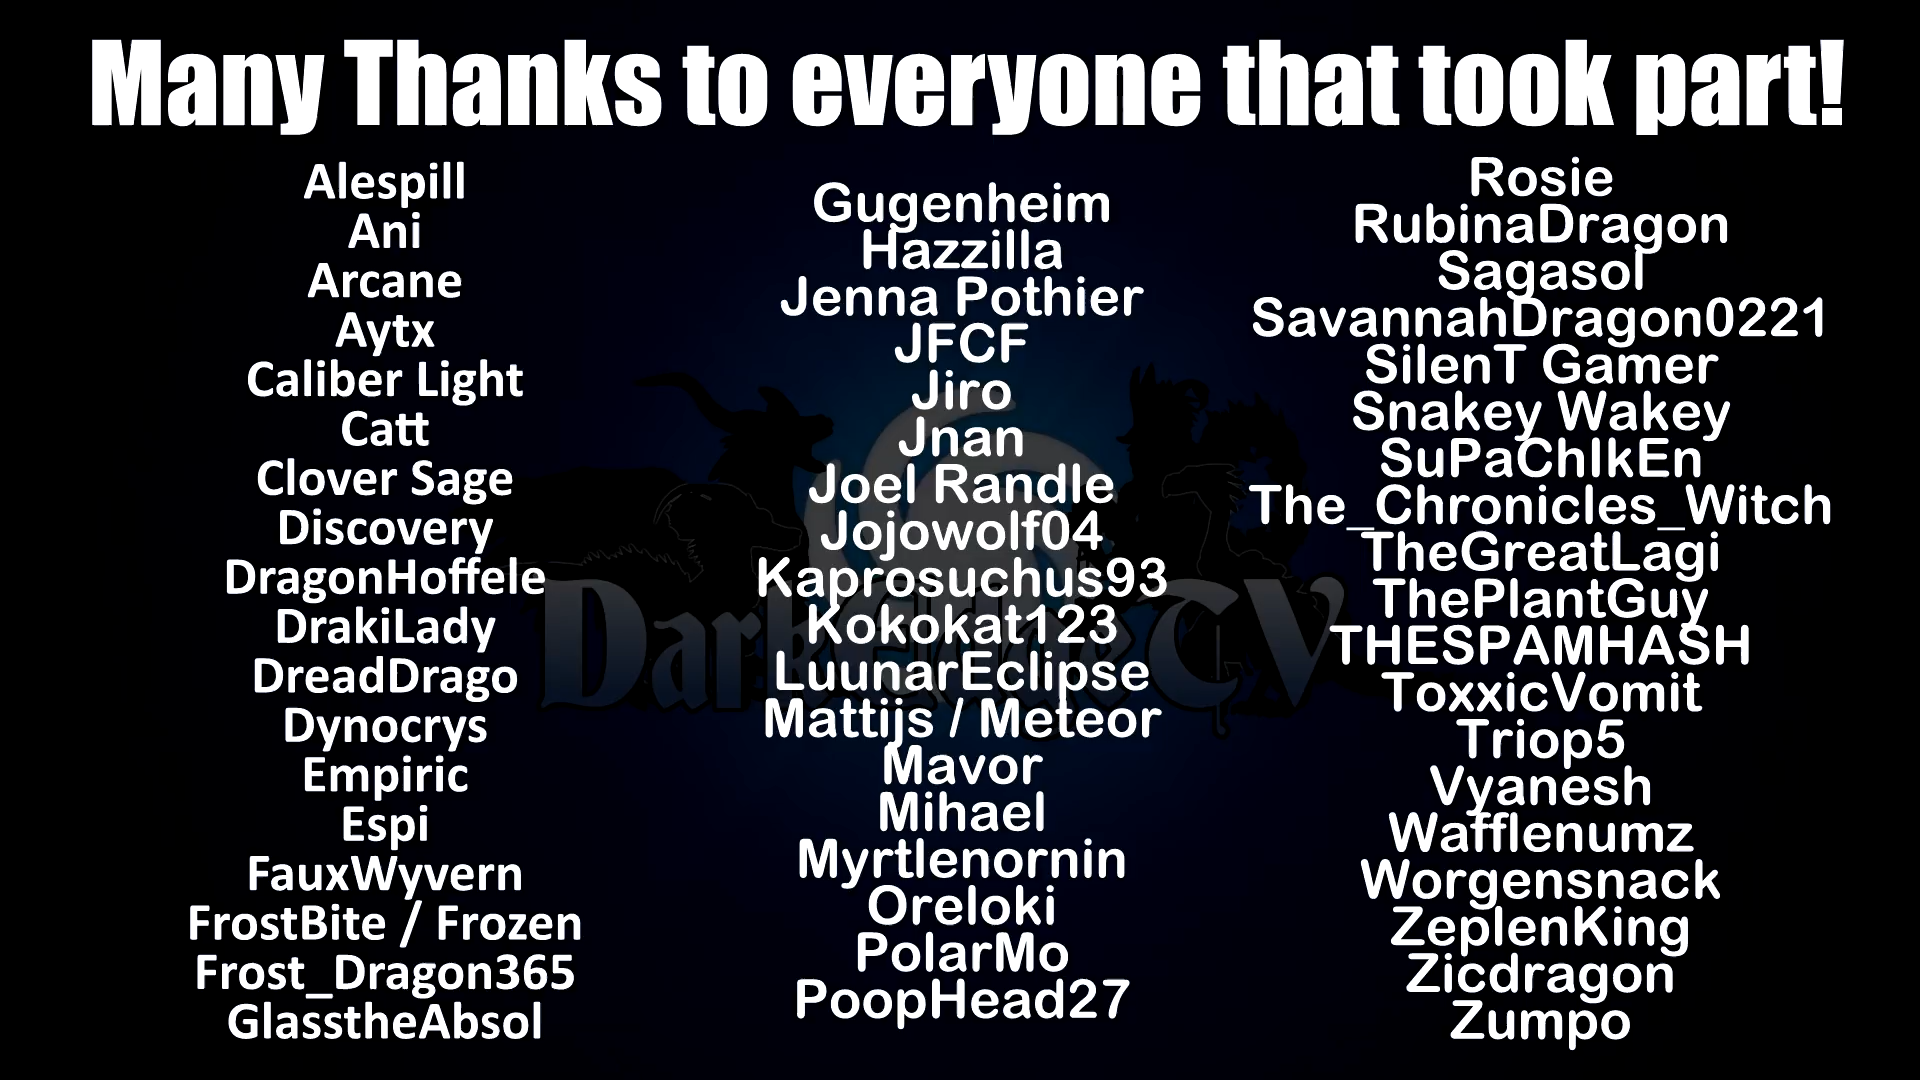 Many Thanks to everyone that took part!
Alespill
Ani
Arcane
Aytx
Caliber Light
Catt
Clover Sage
Discovery
DragonHoffele
DrakiLady
DreadDrago
Dynocrys
Empiric
Espi
FauxWyvern
FrostBite / Frozen
Frost_Dragon365
GlasstheAbsol
Gugenheim
Hazzilla
Jenna Pothier
JFCF
Jiro
Jnan
Joel Randle
Jojowolf04
Kaprosuchus93
Kokokat123
LuunarEclipse
Mattijs / Meteor
Mavor
Mihael
Myrtlenornin
Oreloki
PolarMo
PoopHead27
Rosie
RubinaDragon
Sagasol
SavannahDragon0221
SilenT Gamer
Snakey Wakey
SuPaChIkEn
The_Chronicles_Witch
TheGreatLagi
ThePlantGuy
THESPAMHASH
ToxxicVomit
Triop5
Vyanesh
Wafflenumz
Worgensnack
ZeplenKing
Zicdragon
Zumpo